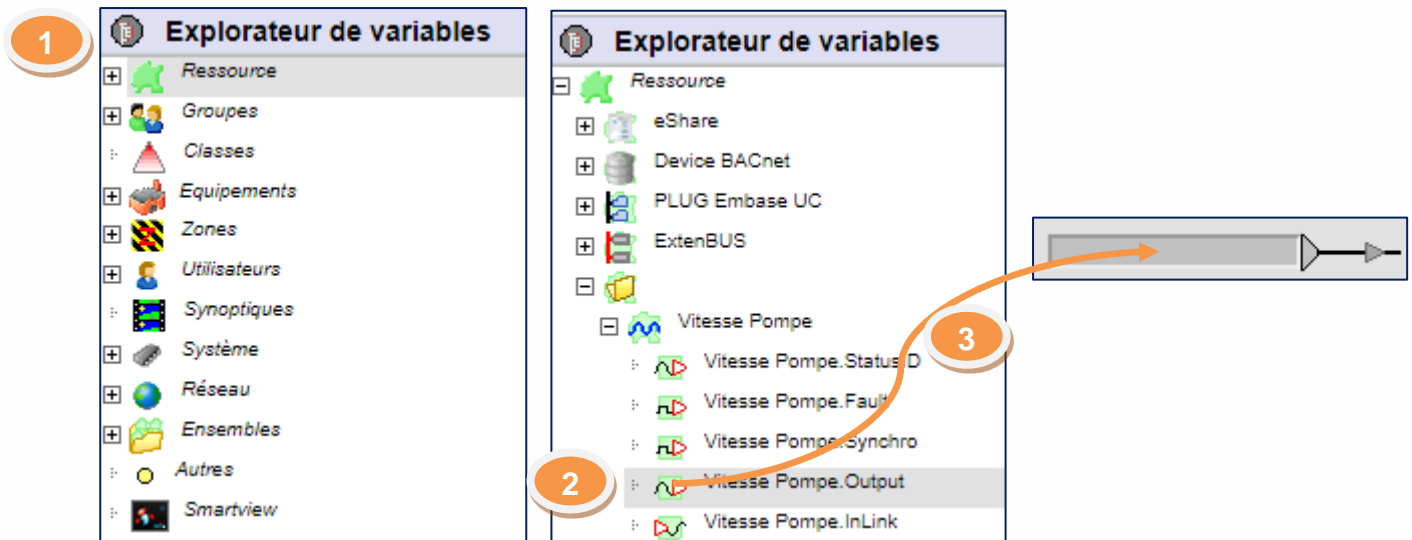 1
Explorateur de variables
Ressource
Groupes
Classes
Equipements
Zones
Utilisateurs
Synoptiques
Système
Réseau
Ensembles
Autres
Smartview
Explorateur de variables
Ressource
eShare
Device BACnet
PLUG Embase UC
ExtenBUS
Vitesse Pompe
3
Vitesse Pompe.StatusID
Vitesse Pompe.Fault
Vitesse Pompe.Synchro
2
Vitesse Pompe.Output
Vitesse Pompe.InLink